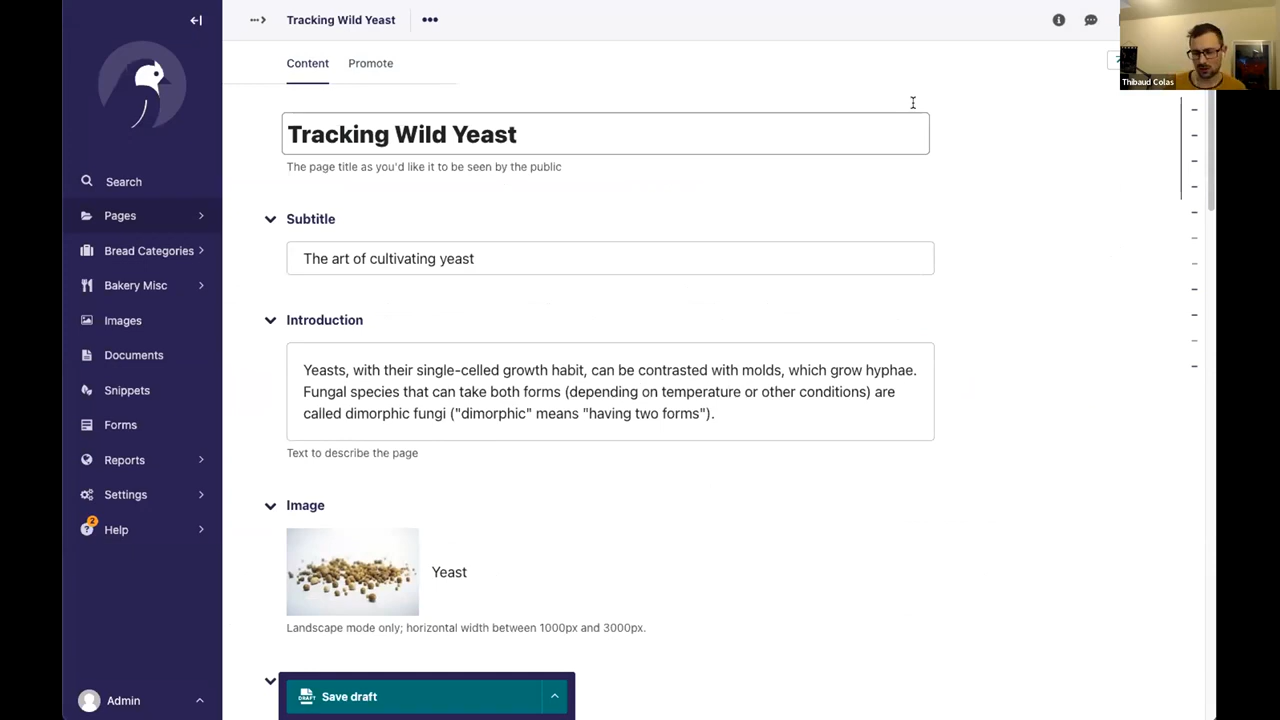 Tracking Wild Yeast
Thibaud Colas
Content
Promote
Tracking Wild Yeast
The page title as you'd like it to be seen by the public
Search
Pages
Bread Categories
Bakery Misc
Images
Documents
Snippets
Forms
Reports
Settings
2
Help
Admin
Subtitle
The art of cultivating yeast
Introduction
Yeasts, with their single-celled growth habit, can be contrasted with molds, which grow hyphae.
Fungal species that can take both forms (depending on temperature or other conditions) are
called dimorphic fungi ("dimorphic" means "having two forms").
Text to describe the page
Image
Yeast
Landscape mode only; horizontal width between 1000px and 3000px.
DRAFT
Save draft